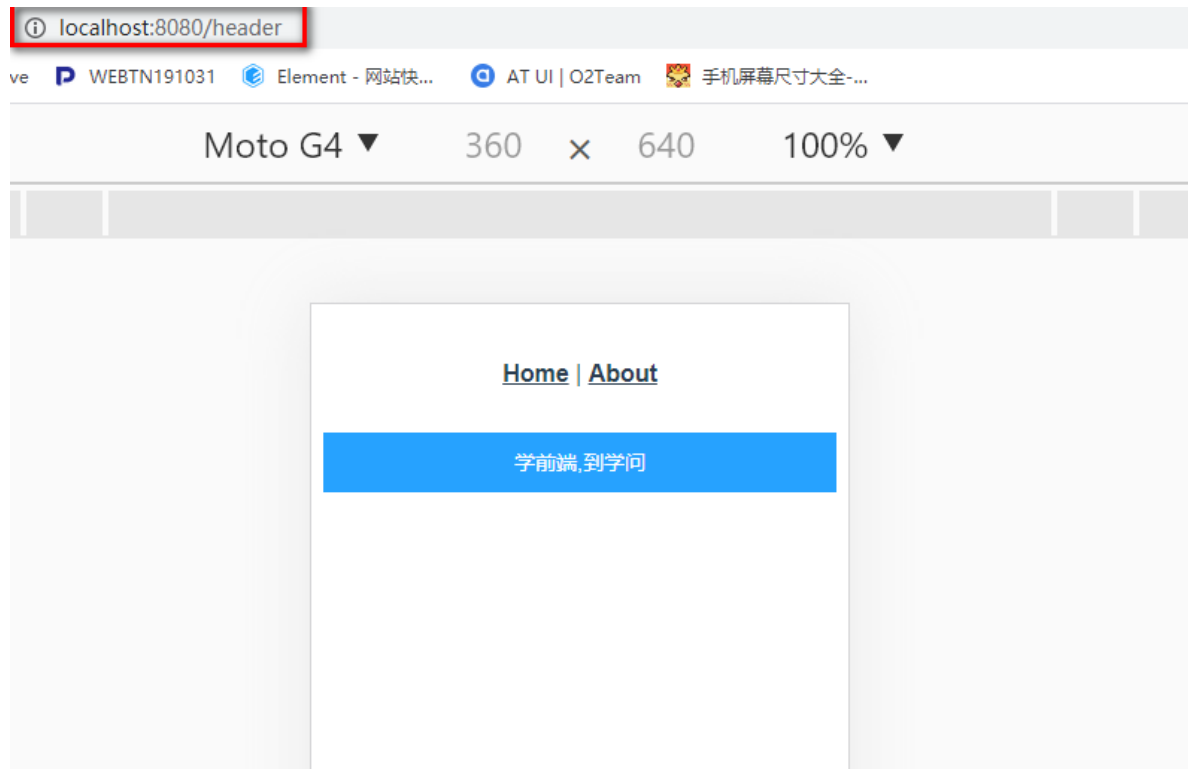 localhost:8080/header
ve WEBTN191031 Element - 网站快... AT UI | O2Team 手机屏幕尺寸大全-...
Moto G4 ▼ 360 × 640 100% ▼
Home | About
学前端,到学问